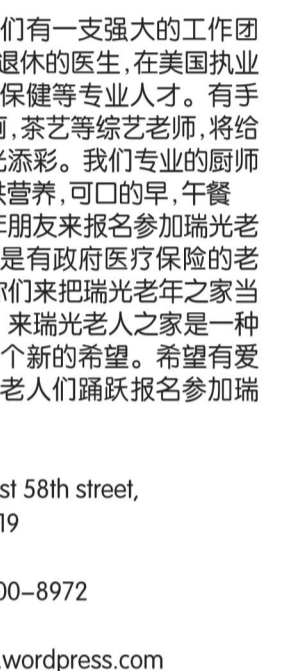 们有一支强大的工作团
退休的医生,在美国执业
保健等专业人才。有手
,茶艺等综艺老师,将给
添彩。我们专业的厨师
营养,可口的早,午餐
朋友来报名参加瑞光老
是有政府医疗保险的老
你们来把瑞光老年之家当
来瑞光老人之家是一种
个新的希望。希望有爱
老人们踊跃报名参加瑞
st 58th street,
19
00-8972
.wordpress.com